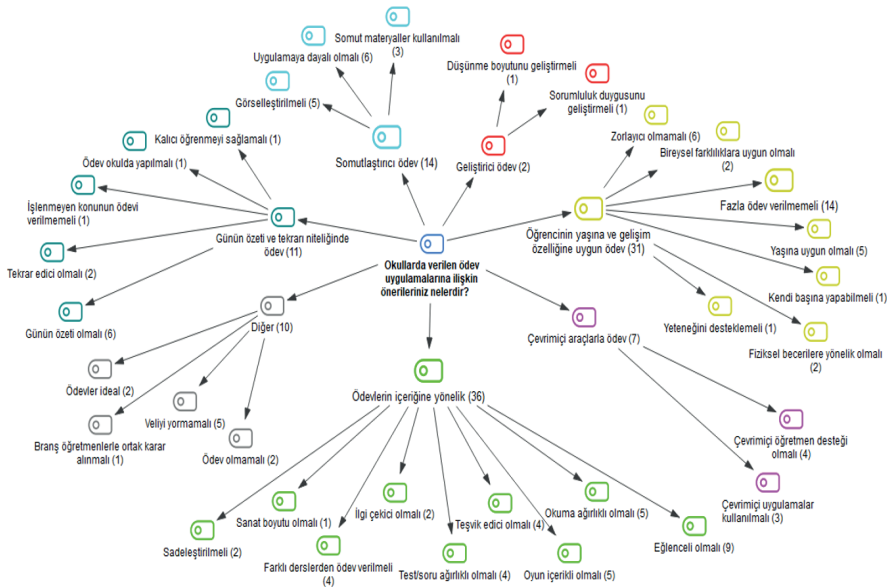 Somut materyaller kullanılmalı
(3)
Uygulamaya dayalı olmalı (6)
Görselleştirilmeli (5)
Somutlaştırıcı ödev (14)
Düşünme boyutunu geliştirmeli
(1)
Sorumluluk duygusunu
geliştirmeli (1)
Geliştirici ödev (2)
Zorlayıcı olmamalı (6)
Bireysel farklılıklara uygun olmalı
(2)
Fazla ödev verilmemeli (14)
Yaşına uygun olmalı (5)
Kendi başına yapabilmeli (1)
Yeteneğini desteklemeli (1)
Fiziksel becerilere yönelik olmalı
(2)
Öğrencinin yaşına ve gelişim
özelliğine uygun ödev (31)
Kalıcı öğrenmeyi sağlamalı (1)
Ödev okulda yapılmalı (1)
İşlenmeyen konunun ödevi
verilmemeli (1)
Tekrar edici olmalı (2)
Günün özeti olmalı (6)
Günün özeti ve tekrarı niteliğinde
ödev (11)
Okullarda verilen ödev
uygulamalarına ilişkin
önerileriniz nelerdir?
Diğer (10)
Ödevler ideal (2)
Veliyi yormamalı (5)
Branş öğretmenlerle ortak karar
alınmalı (1)
Ödev olmamalı (2)
Çevrimiçi araçlarla ödev (7)
Çevrimiçi öğretmen desteği
olmalı (4)
Çevrimiçi uygulamalar
kullanılmalı (3)
Ödevlerin içeriğine yönelik (36)
Sadeleştirilmeli (2)
Sanat boyutu olmalı (1)
Farklı derslerden ödev verilmeli
(4)
İlgi çekici olmalı (2)
Test/soru ağırlıklı olmalı (4)
Teşvik edici olmalı (4)
Oyun içerikli olmalı (5)
Okuma ağırlıklı olmalı (5)
Eğlenceli olmalı (9)